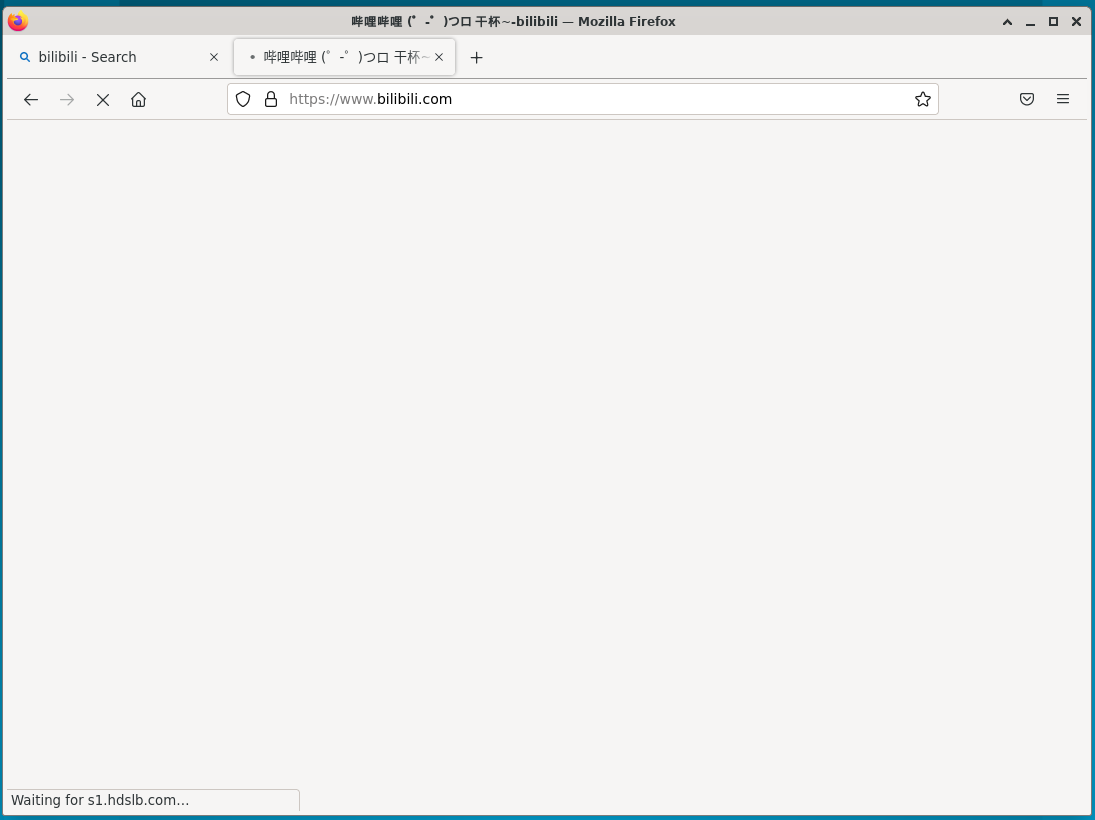 哔哩哔哩 (゜-゜)つロ 干杯~-bilibili — Mozilla Firefox
bilibili - Search
哔哩哔哩 (゜-゜)つロ 干杯~
https://www.bilibili.com
Waiting for s1.hdslb.com…